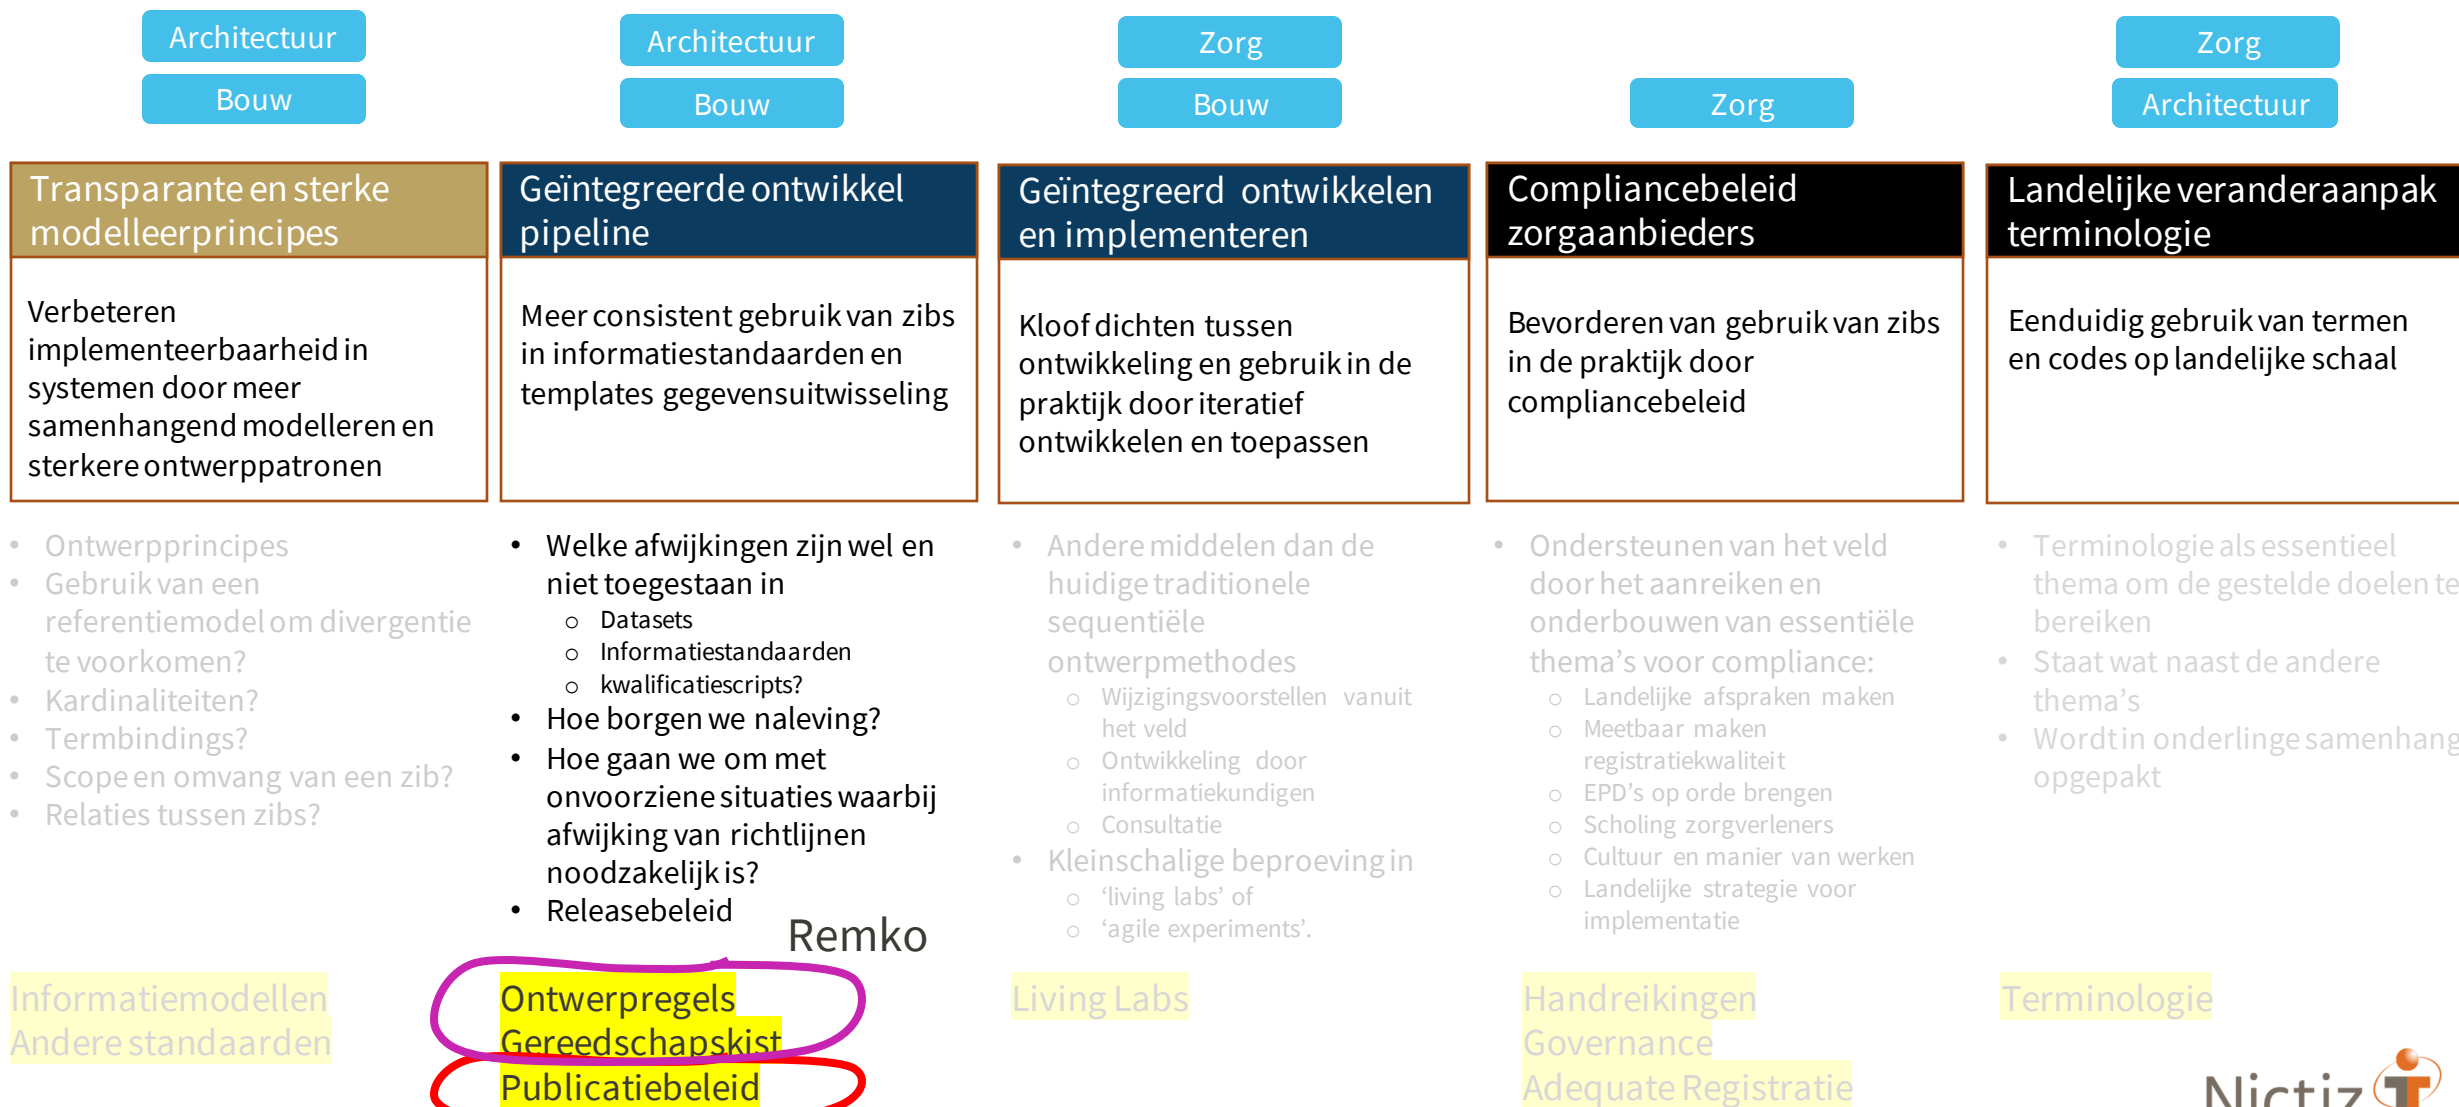 Architectuur
Bouw
Architectuur
Bouw
Zorg
Bouw
Zorg
Zorg
Architectuur
Transparante en sterke
modelleerprincipes
Verbeteren
implementeerbaarheid in
systemen door meer
samenhangend modelleren en
sterkere ontwerppatronen
• Ontwerpprincipes
• Gebruik van een
referentiemodel om divergentie
te voorkomen?
• Kardinaliteiten?
• Termbindings?
• Scope en omvang van een zib?
• Relaties tussen zibs?
Informatiemodellen
Andere standaarden
Geïntegreerde ontwikkel
pipeline
Meer consistent gebruik van zibs
in informatiestandaarden en
templates gegevensuitwisseling
• Welke afwijkingen zijn wel en
niet toegestaan in
o Datasets
o Informatiestandaarden
o kwalificatiescripts?
• Hoe borgen we naleving?
• Hoe gaan we om met
onvoorziene situaties waarbij
afwijking van richtlijnen
noodzakelijk is?
• Releasebeleid
Remko
Ontwerpregels
Gereedschapskist
Publicatiebeleid
Geïntegreerd ontwikkelen
en implementeren
Kloof dichten tussen
ontwikkeling en gebruik in de
praktijk door iteratief
ontwikkelen en toepassen
• Andere middelen dan de
huidige traditionele
sequentiële
ontwerpmethodes
o Wijzigingsvoorstellen vanuit
het veld
o Ontwikkeling door
informatiekundigen
o Consultatie
• Kleinschalige beproeving in
o ‘living labs’ of
o ‘agile experiments’.
Living Labs
Compliancebeleid
zorgaanbieders
Bevorderen van gebruik van zibs
in de praktijk door
compliancebeleid
• Ondersteunen van het veld
door het aanreiken en
onderbouwen van essentiële
thema’s voor compliance:
o Landelijke afspraken maken
o Meetbaar maken
registratiekwaliteit
o EPD’s op orde brengen
o Scholing zorgverleners
o Cultuur en manier van werken
o Landelijke strategie voor
implementatie
Handreikingen
Governance
Adequate Registratie
Landelijke veranderaanpak
terminologie
Eenduidig gebruik van termen
en codes op landelijke schaal
• Terminologie als essentieel
thema om de gestelde doelen te
bereiken
• Staat wat naast de andere
thema’s
• Wordt in onderlinge samenhang
opgepakt
Terminologie
Nictiz